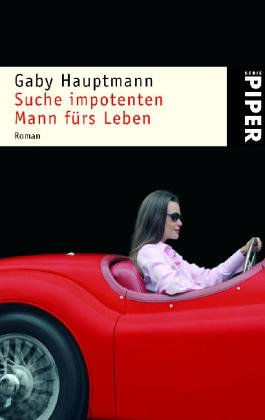 Gaby Hauptmann
Suche impotenten
Mann fürs Leben
Roman
SERIE
PIPER